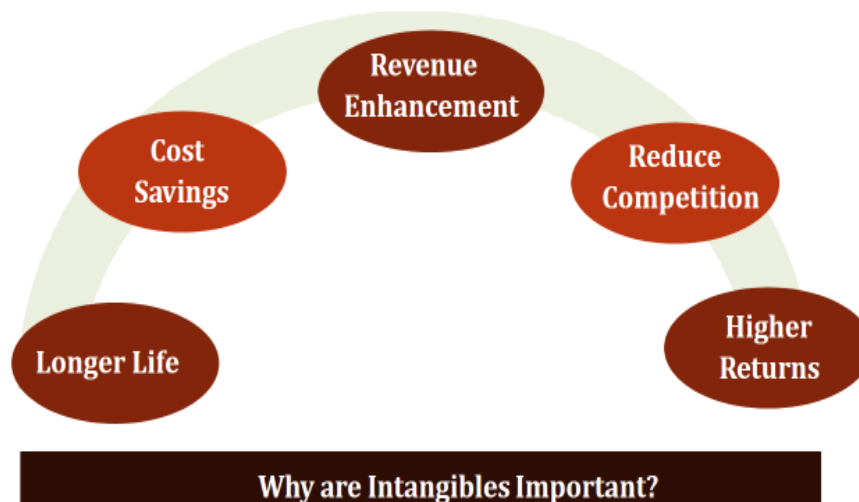 Revenue
Enhancement
Cost
Savings
Reduce
Competition
Longer Life
Higher
Returns
Why are Intangibles Important?